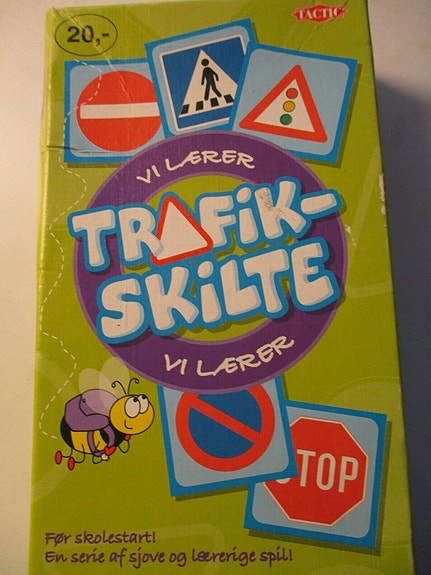 20,-
TACTIC
VI LÆRER
TRAFIK-
SKILTE
VI LÆRER
STOP
Før skolestart!
En serie af sjove og lærerige spil!